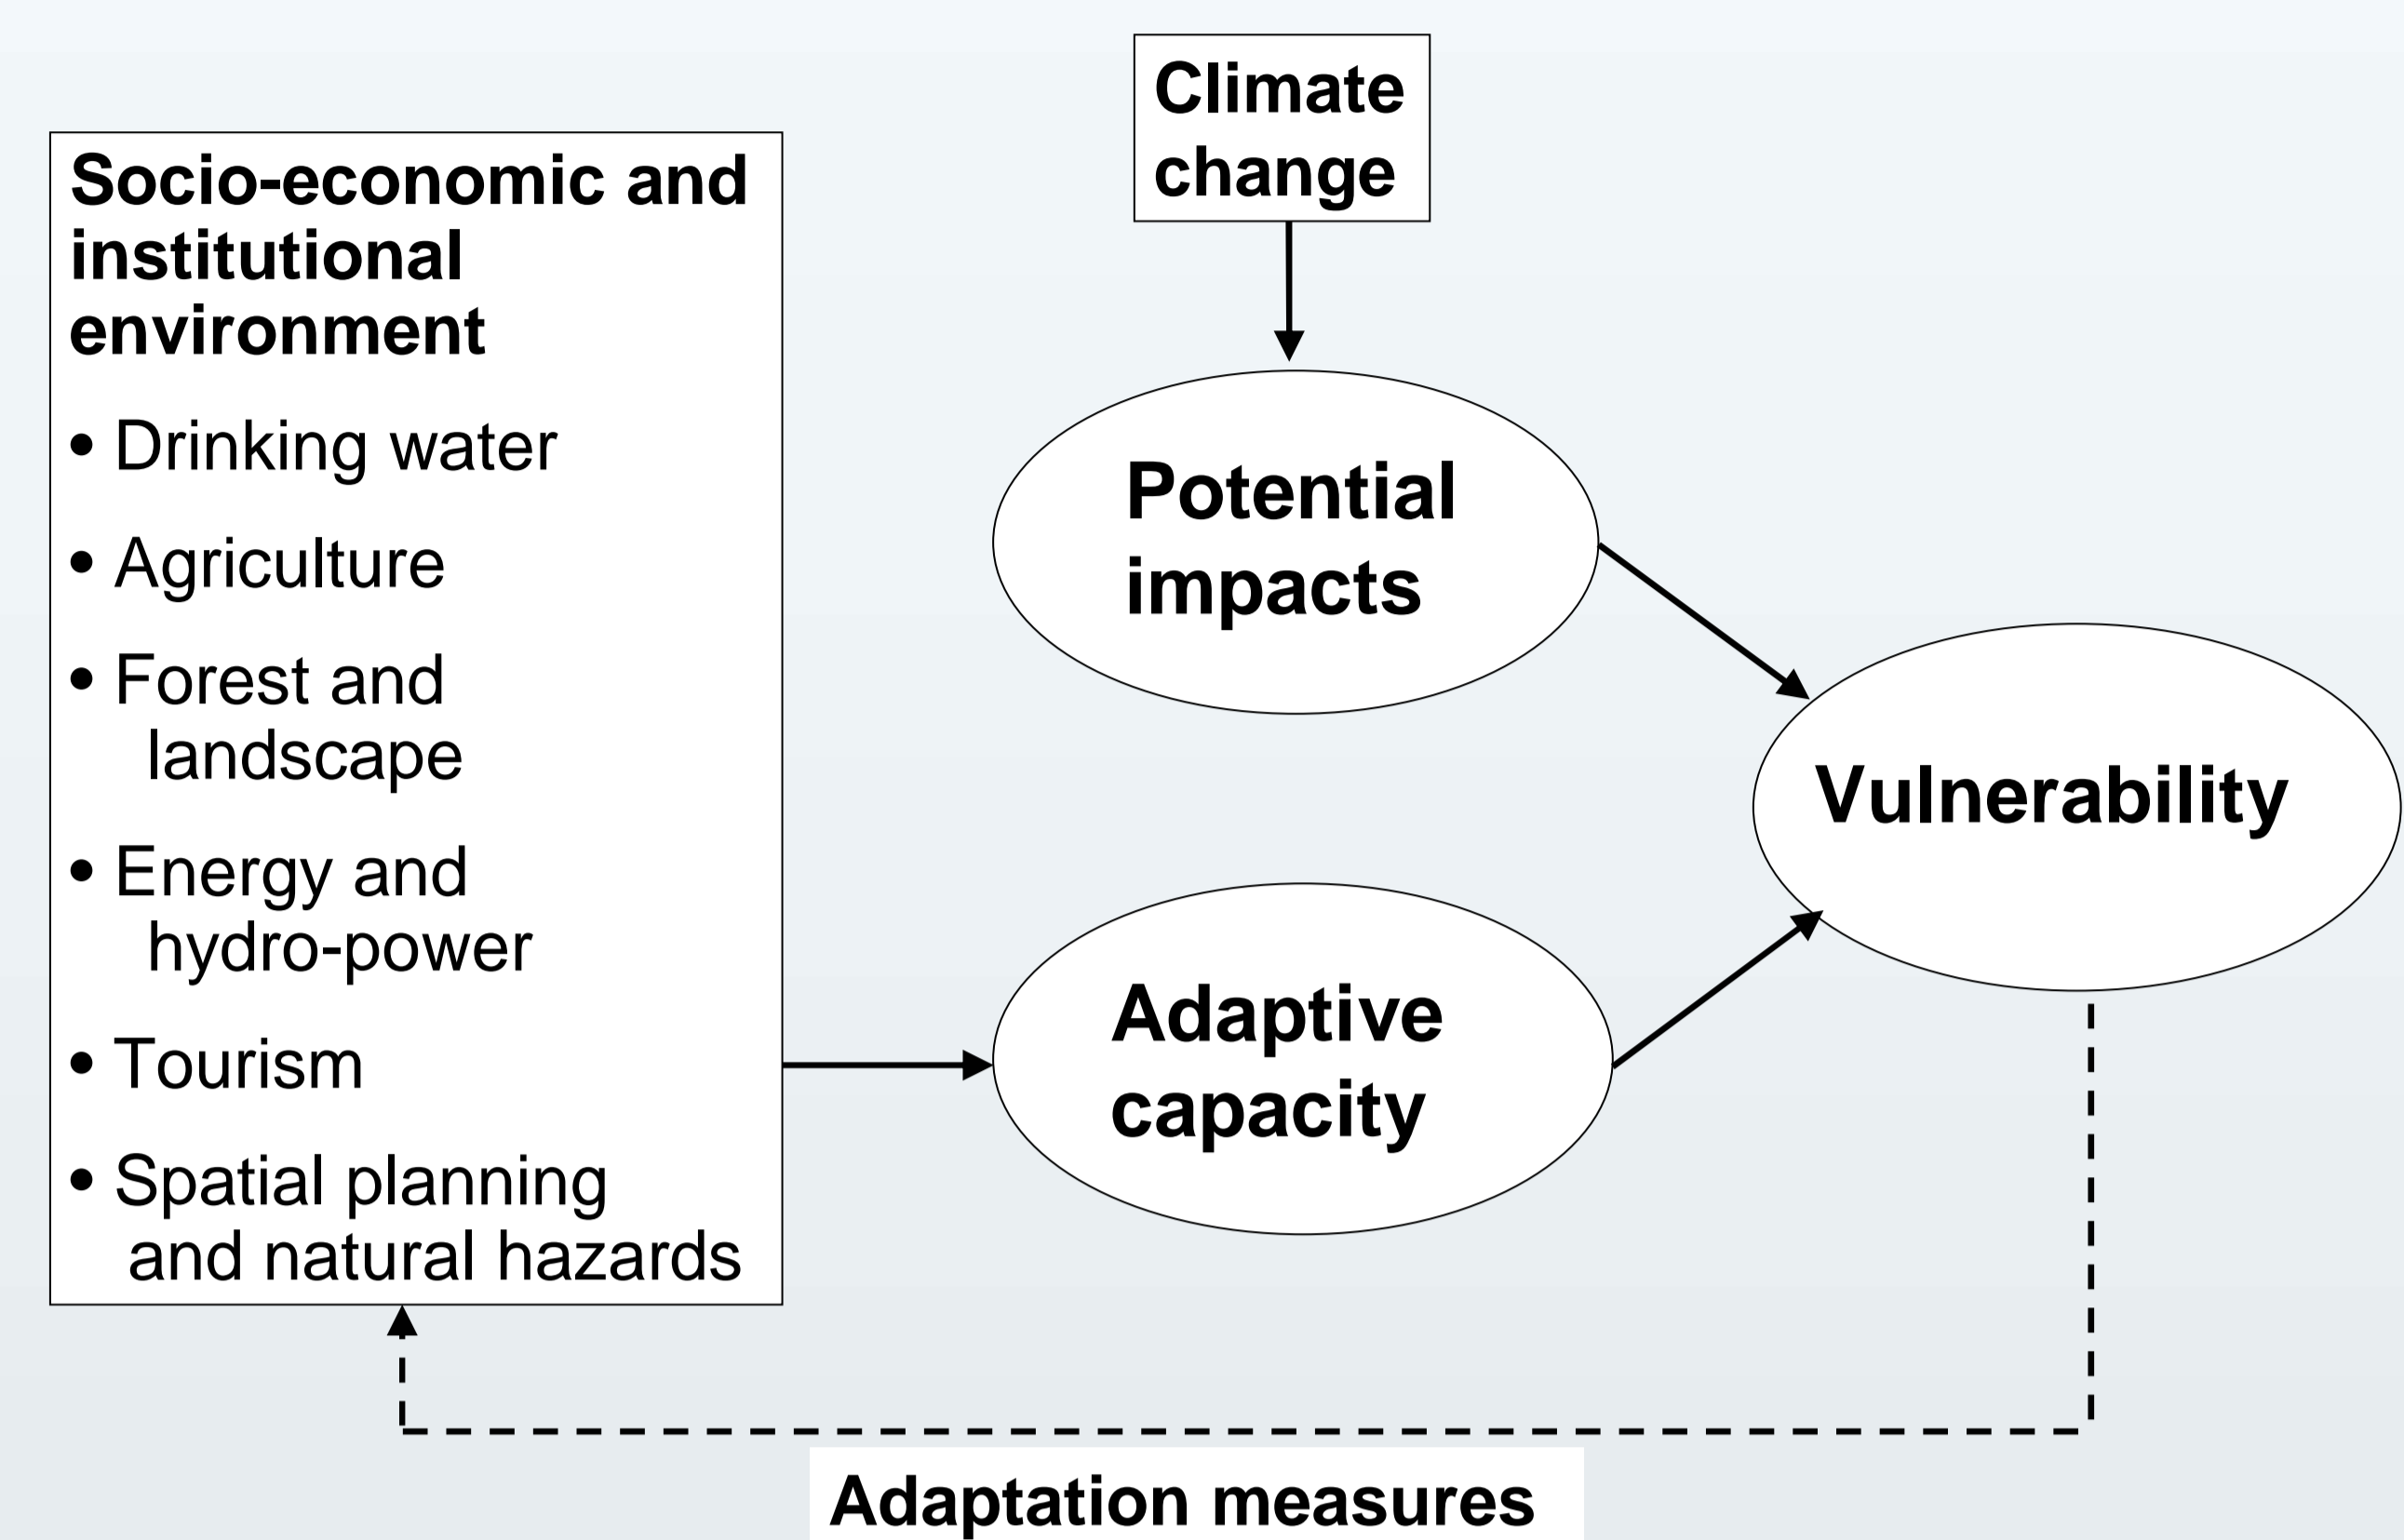 Climate
change
Socio-economic and
institutional
environment
• Drinking water
• Agriculture
• Forest and
landscape
• Energy and
hydro-power
• Tourism
• Spatial planning
and natural hazards
Potential
impacts
Adaptive
capacity
Vulnerability
Adaptation measures